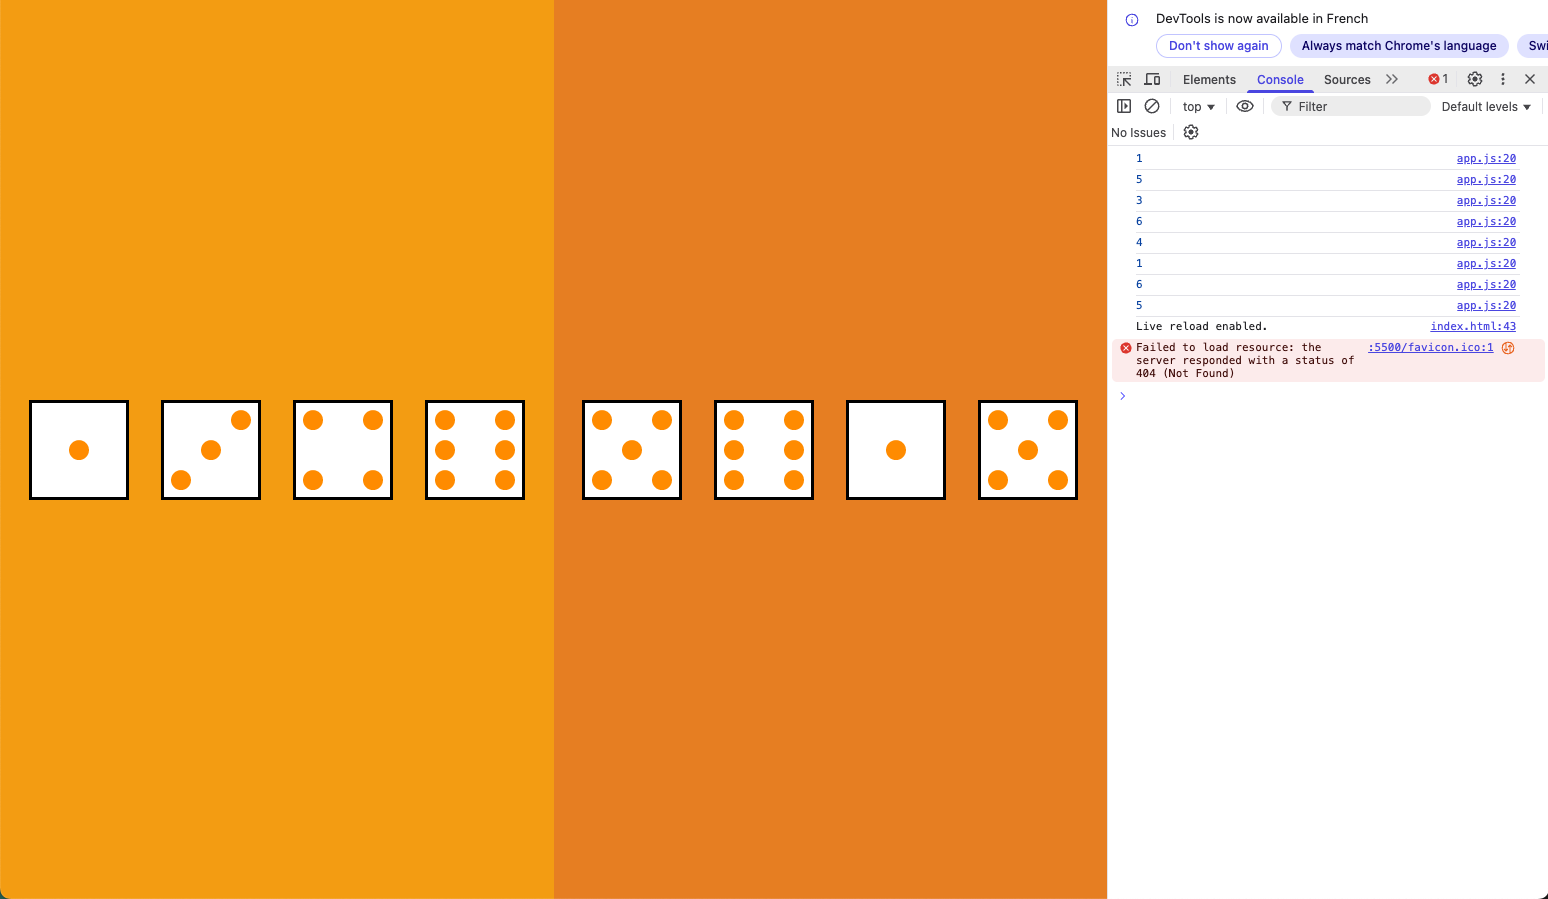 DevTools is now available in French
Don't show again Always match Chrome's language Swi
Elements Console Sources 1
top Filter Default levels
No Issues
1 app.js:20
5 app.js:20
3 app.js:20
6 app.js:20
4 app.js:20
1 app.js:20
6 app.js:20
5 app.js:20
Live reload enabled. index.html:43
Failed to load resource: the :5500/favicon.ico:1
server responded with a status of
404 (Not Found)